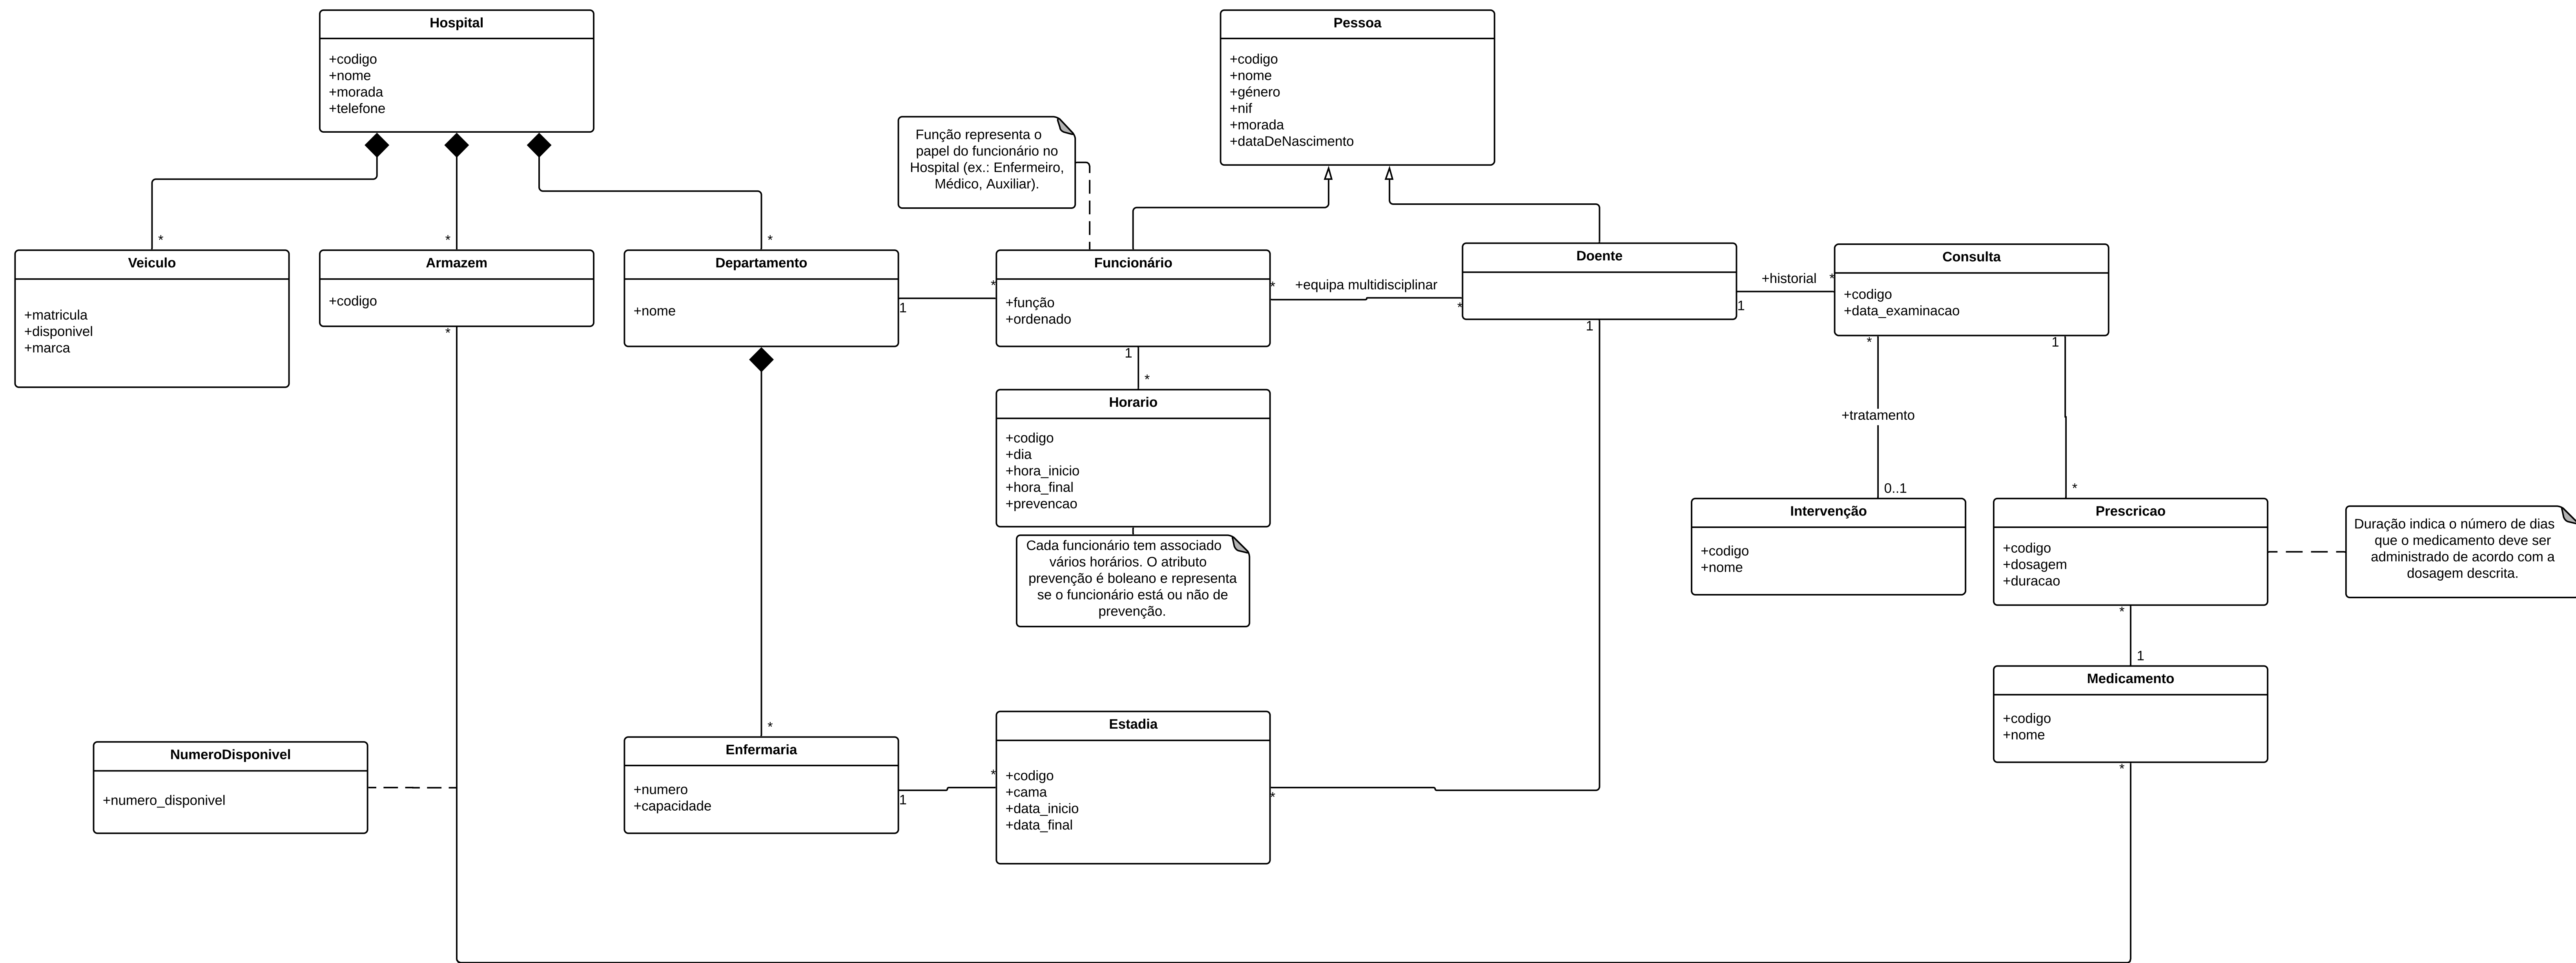 Hospital
+codigo
+nome
+morada
+telefone
Pessoa
+codigo
+nome
+género
+nif
+morada
+dataDeNascimento
Função representa o
papel do funcionário no
Hospital (ex.: Enfermeiro,
Médico, Auxiliar).
*
*
*
Veiculo
+matricula
+disponivel
+marca
Armazem
+codigo
*
Departamento
+nome
1
*
Funcionário
+função
+ordenado
*
+equipa multidisciplinar
*
Doente
1
+historial
*
1
Consulta
+codigo
+data_examinacao
*
1
1
*
Horario
+codigo
+dia
+hora_inicio
+hora_final
+prevencao
Cada funcionário tem associado
vários horários. O atributo
prevenção é boleano e representa
se o funcionário está ou não de
prevenção.
+tratamento
0..1
*
Intervenção
+codigo
+nome
Prescricao
+codigo
+dosagem
+duracao
Duração indica o número de dias
que o medicamento deve ser
administrado de acordo com a
dosagem descrita.
*
1
Medicamento
+codigo
+nome
*
NumeroDisponivel
+numero_disponivel
*
Enfermaria
+numero
+capacidade
1
*
Estadia
+codigo
+cama
+data_inicio
+data_final
*